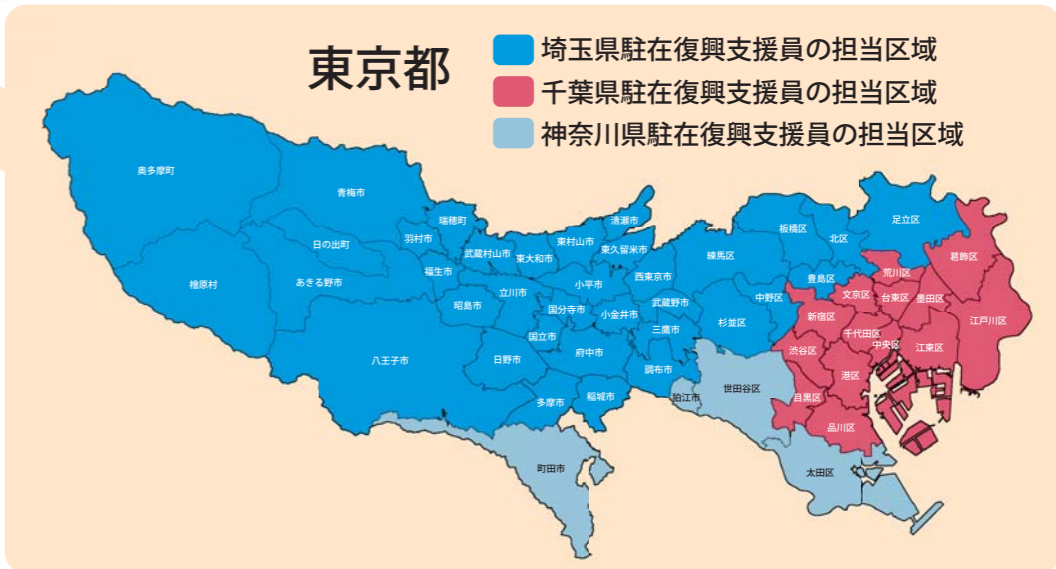 東京都
埼玉県駐在復興支援員の担当区域
千葉県駐在復興支援員の担当区域
神奈川県駐在復興支援員の担当区域
奥多摩町
青梅市
瑞穂町
清瀬市
足立区
羽村市
武蔵村山市
東大和市
東村山市
東久留米市
板橋区
北区
日の出町
練馬区
葛飾区
檜原村
あきる野市
福生市
立川市
小平市
西東京市
豊島区
荒川区
昭島市
国分寺市
小金井市
武蔵野市
中野区
文京区
台東区
墨田区
国立市
三鷹市
杉並区
新宿区
江戸川区
八王子市
日野市
府中市
千代田区
中央区
江東区
渋谷区
調布市
港区
多摩市
稲城市
狛江市
世田谷区
目黒区
品川区
町田市
太田区